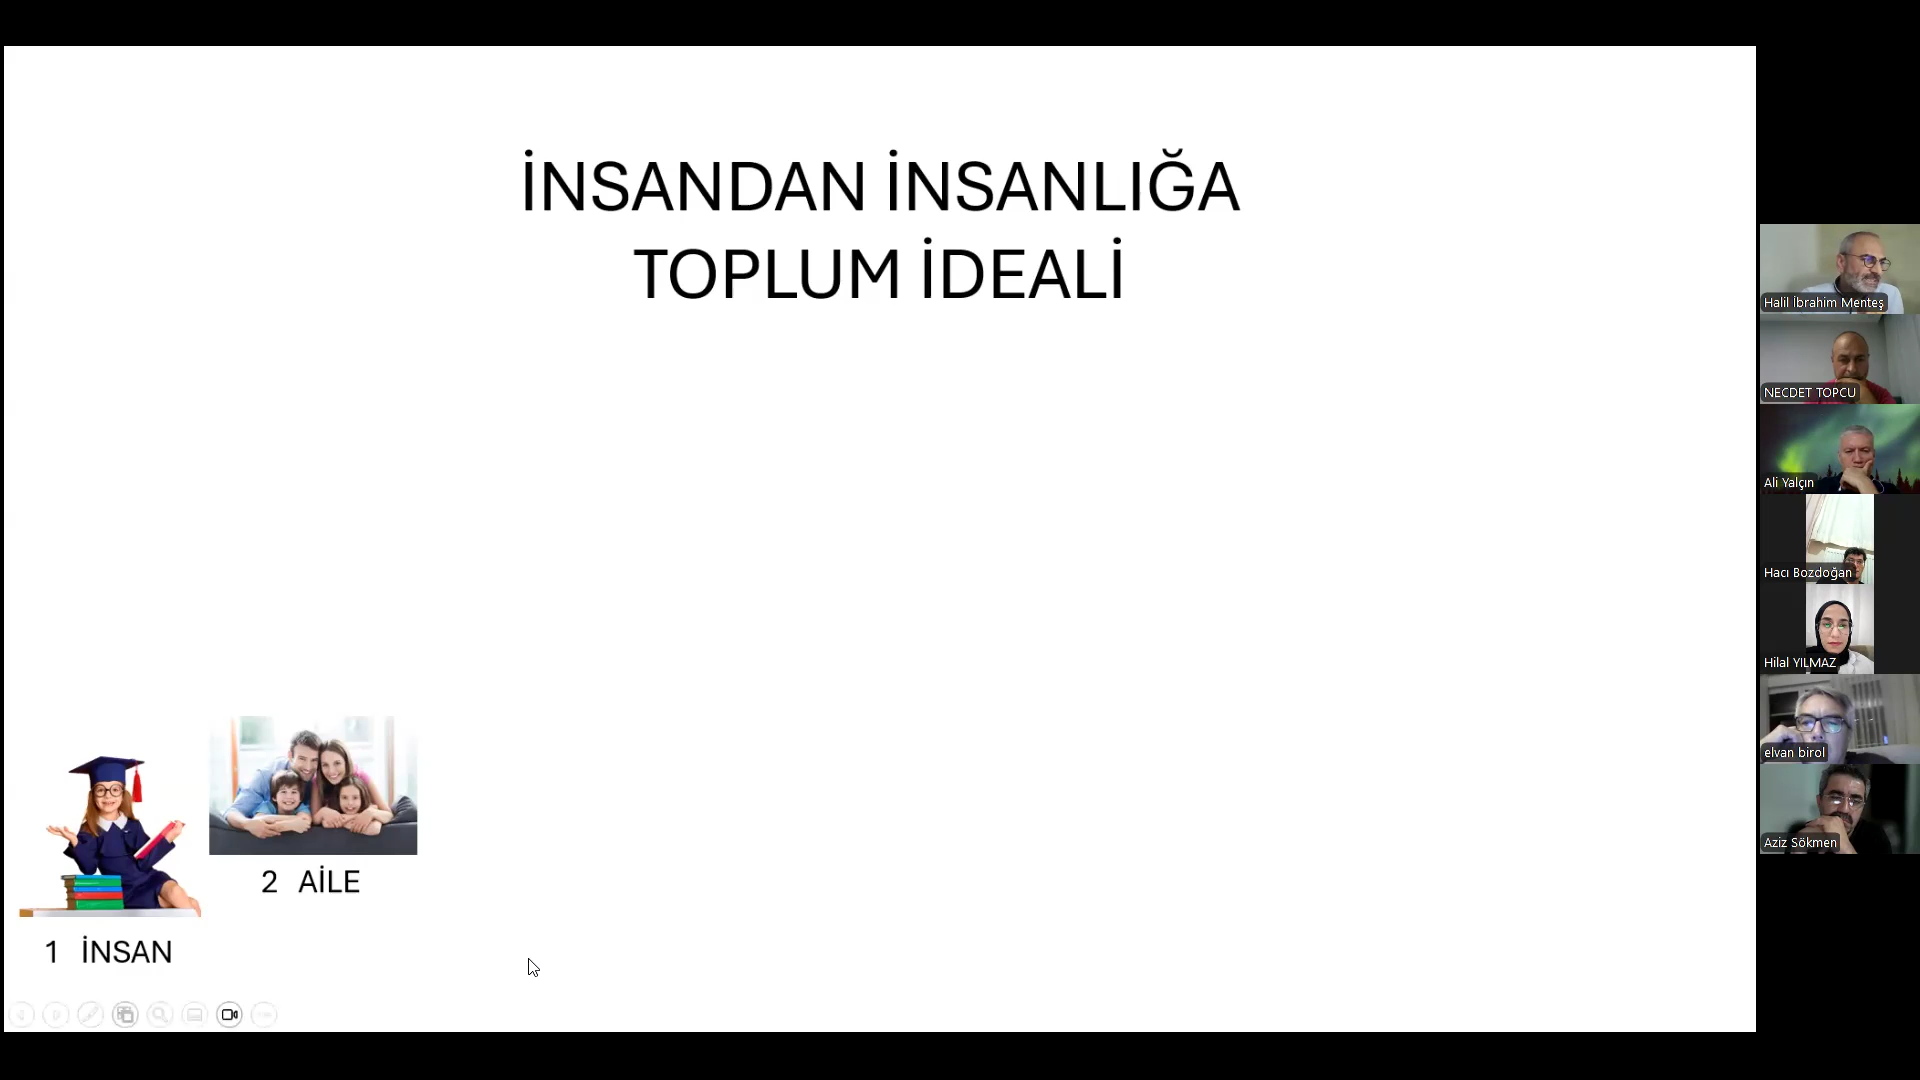 İNSANDAN İNSANLIĞA
TOPLUM İDEALİ
1 İNSAN
2 AİLE
Halil İbrahim Menteş
NECDET TOPCU
Ali Yalçın
Hacı Bozdoğan
Hilal YILMAZ
elvan birol
Aziz Sökmen